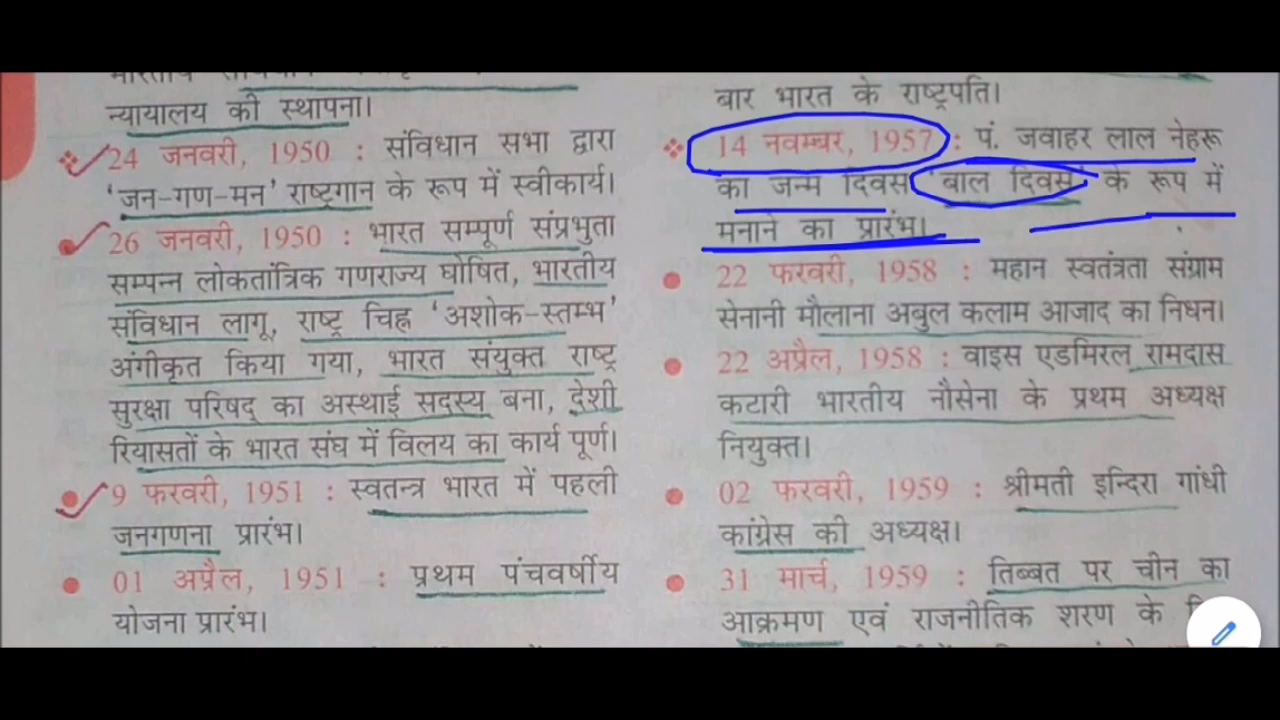 न्यायालय की स्थापना।
24 जनवरी, 1950 : संविधान सभा द्वारा
‘जन-गण-मन’ राष्ट्रगान के रूप में स्वीकार्य।
26 जनवरी, 1950 : भारत सम्पूर्ण संप्रभुता
सम्पन्न लोकतांत्रिक गणराज्य घोषित, भारतीय
संविधान लागू, राष्ट्र चिह्न ‘अशोक-स्तम्भ’
अंगीकृत किया गया, भारत संयुक्त राष्ट्र
सुरक्षा परिषद् का अस्थाई सदस्य बना, देशी
रियासतों के भारत संघ में विलय का कार्य पूर्ण।
9 फरवरी, 1951 : स्वतन्त्र भारत में पहली
जनगणना प्रारंभ।
01 अप्रैल, 1951 : प्रथम पंचवर्षीय
योजना प्रारंभ।
बार भारत के राष्ट्रपति।
14 नवम्बर, 1957 : पं. जवाहर लाल नेहरू
का जन्म दिवस ‘बाल दिवस’ के रूप में
मनाने का प्रारंभ।
22 फरवरी, 1958 : महान स्वतंत्रता संग्राम
सेनानी मौलाना अबुल कलाम आजाद का निधन।
22 अप्रैल, 1958 : वाइस एडमिरल रामदास
कटारी भारतीय नौसेना के प्रथम अध्यक्ष
नियुक्त।
02 फरवरी, 1959 : श्रीमती इन्दिरा गांधी
कांग्रेस की अध्यक्ष।
31 मार्च, 1959 : तिब्बत पर चीन का
आक्रमण एवं राजनीतिक शरण के